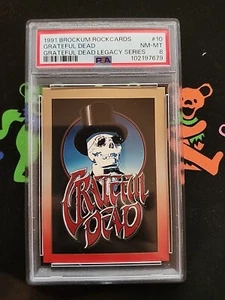 1991 BROCKUM ROCKCARDS #10
GRATEFUL DEAD NM-MT
GRATEFUL DEAD LEGACY SERIES 8
PSA 102197679
GRATEFUL
DEAD